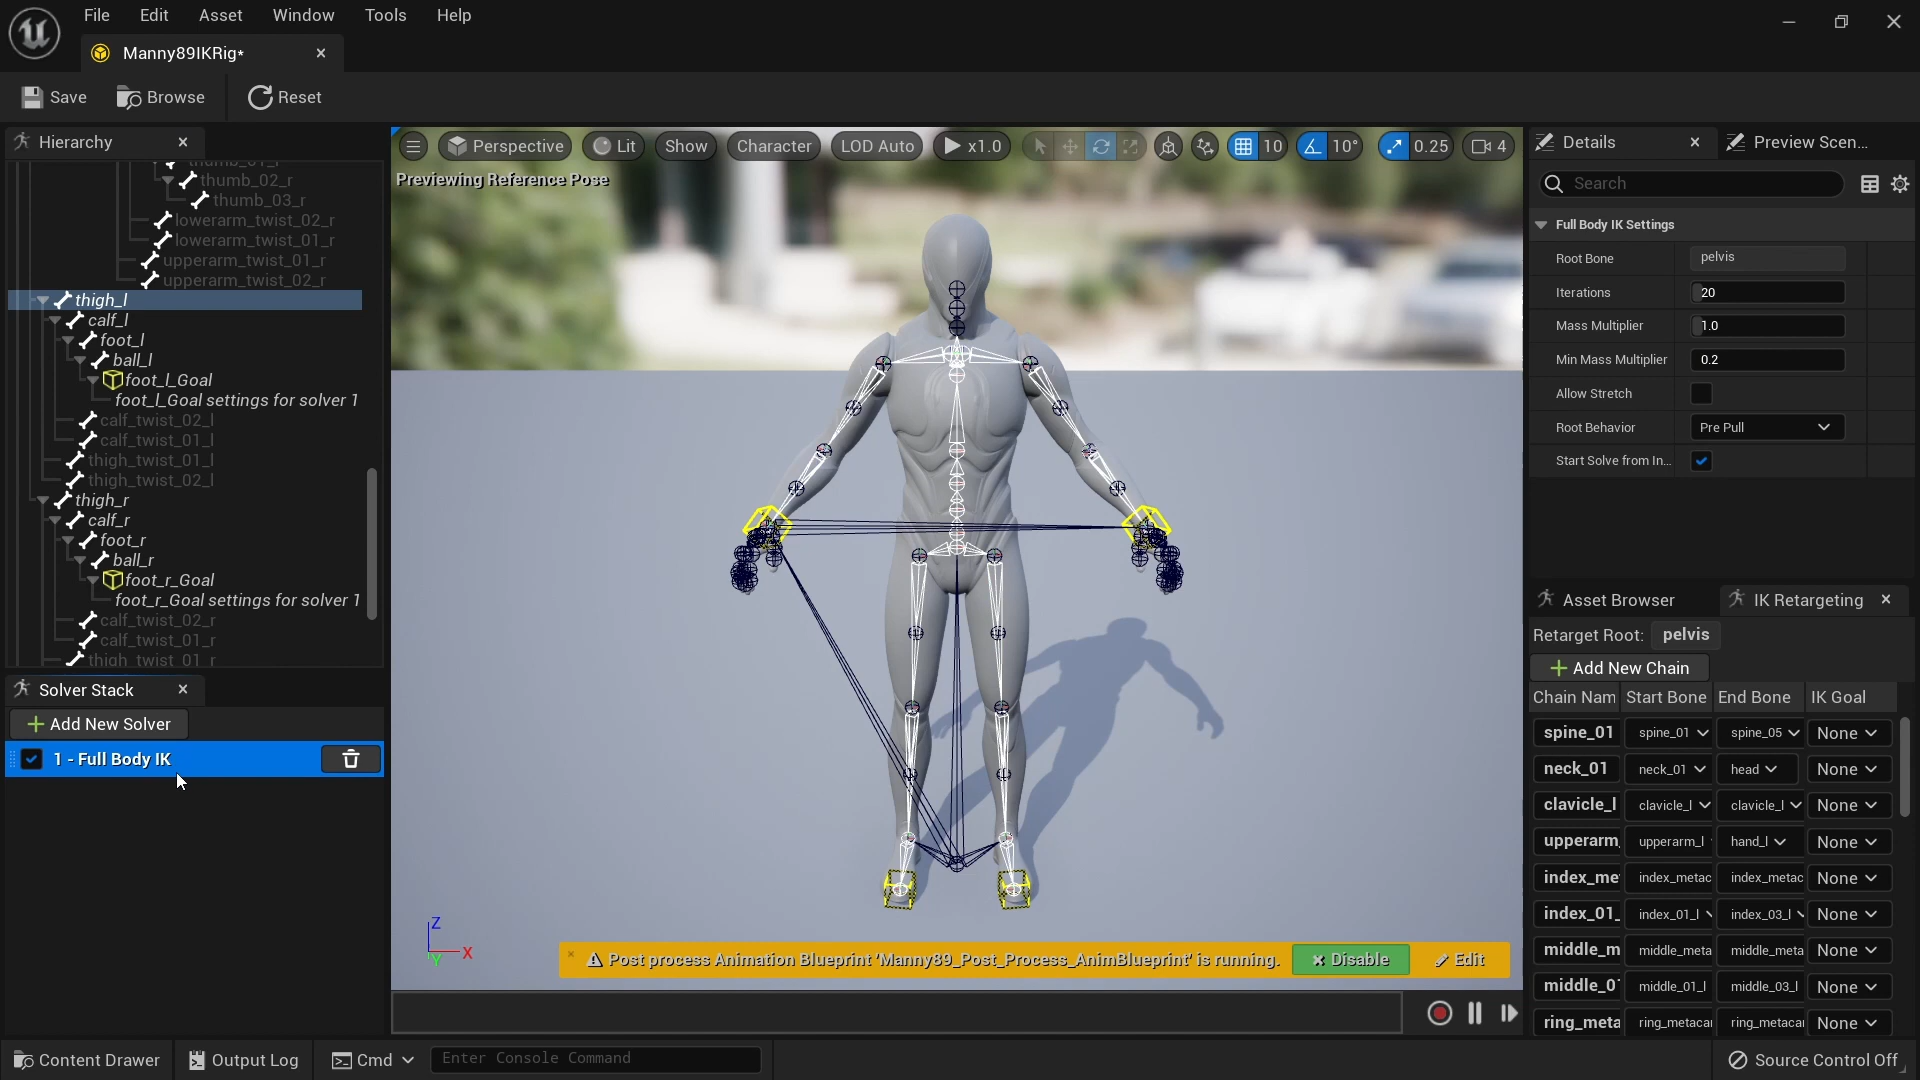 File Edit Asset Window Tools Help
Manny89IKRig*
Save Browse Reset
Hierarchy
thumb_01_r
thumb_02_r
thumb_03_r
lowerarm_twist_02_r
lowerarm_twist_01_r
upperarm_twist_01_r
upperarm_twist_02_r
thigh_l
calf_l
foot_l
ball_l
foot_l_Goal
foot_l_Goal settings for solver 1
calf_twist_02_l
calf_twist_01_l
thigh_twist_01_l
thigh_twist_02_l
thigh_r
calf_r
foot_r
ball_r
foot_r_Goal
foot_r_Goal settings for solver 1
calf_twist_02_r
calf_twist_01_r
thigh_twist_01_r
Solver Stack
Add New Solver
1 - Full Body IK
Perspective Lit Show Character LOD Auto x1.0 10 10° 0.25 4
Previewing Reference Pose
Z
X
Y
Post process Animation Blueprint 'Manny89_Post_Process_AnimBlueprint' is running. Disable Edit
Details Preview Scen...
Search
Full Body IK Settings
Root Bone pelvis
Iterations 20
Mass Multiplier 1.0
Min Mass Multiplier 0.2
Allow Stretch
Root Behavior Pre Pull
Start Solve from In...
Asset Browser IK Retargeting
Retarget Root: pelvis
Add New Chain
Chain Nam Start Bone End Bone IK Goal
spine_01 spine_01 spine_05 None
neck_01 neck_01 head None
clavicle_l clavicle_l clavicle_l None
upperarm_ upperarm_l hand_l None
index_me index_metac index_metac None
index_01_ index_01_l index_03_l None
middle_m middle_meta middle_meta None
middle_0 middle_01_l middle_03_l None
ring_meta ring_metacar ring_metacar None
Content Drawer Output Log Cmd Enter Console Command Source Control Off